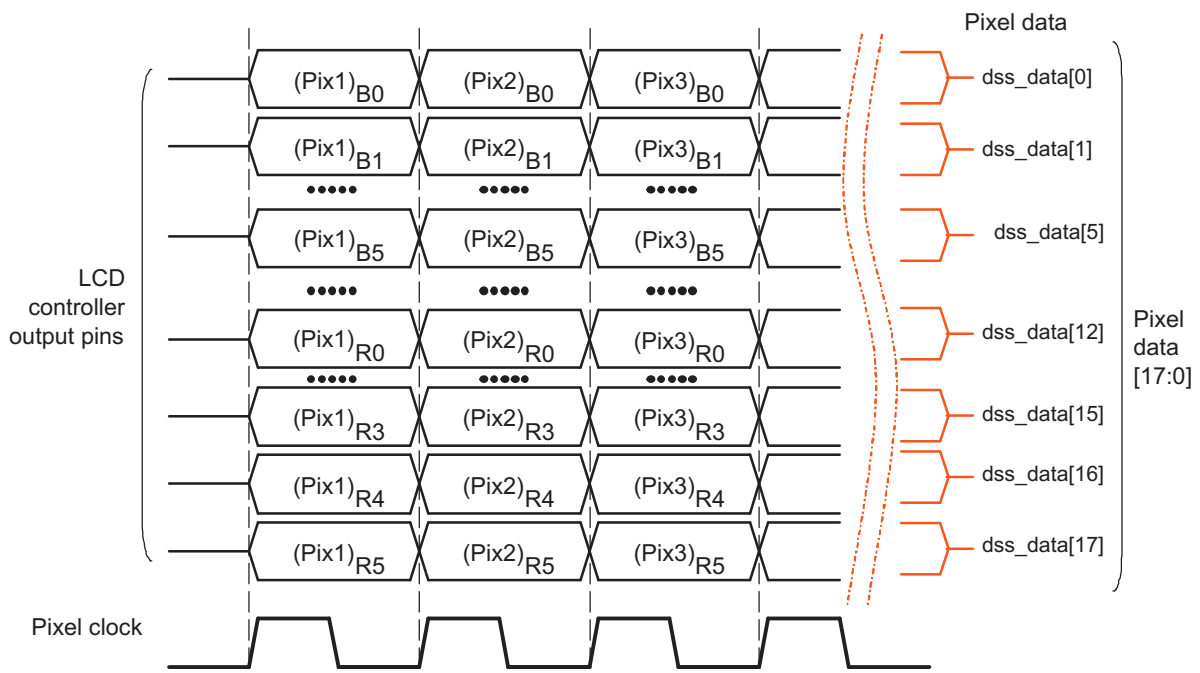 Pixel data
(Pix1)B0 (Pix2)B0 (Pix3)B0 dss_data[0]
(Pix1)B1 (Pix2)B1 (Pix3)B1 dss_data[1]
(Pix1)B5 (Pix2)B5 (Pix3)B5 dss_data[5]
LCD
controller
output pins
(Pix1)R0 (Pix2)R0 (Pix3)R0 dss_data[12]
Pixel
data
[17:0]
(Pix1)R3 (Pix2)R3 (Pix3)R3 dss_data[15]
(Pix1)R4 (Pix2)R4 (Pix3)R4 dss_data[16]
(Pix1)R5 (Pix2)R5 (Pix3)R5 dss_data[17]
Pixel clock